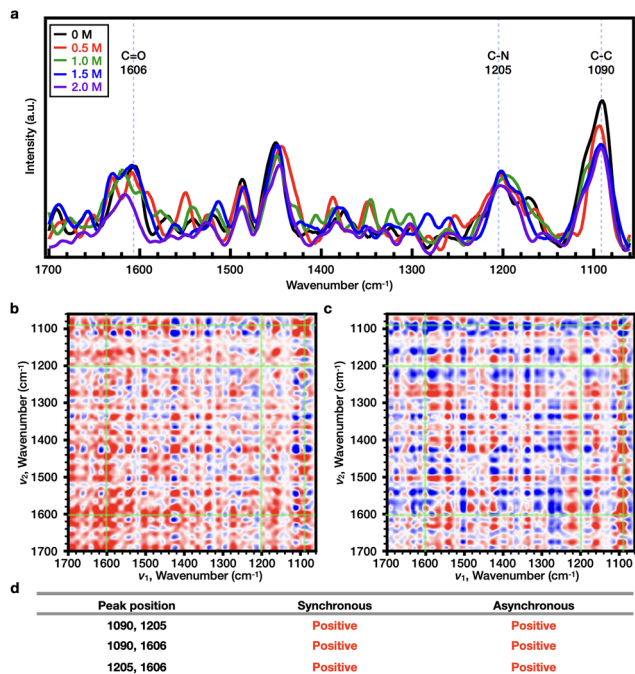 a
0 M
0.5 M
1.0 M
1.5 M
2.0 M
C=O
1606
C-N
1205
C-C
1090
Intensity (a.u.)
1700 1600 1500 1400 1300 1200 1100
Wavenumber (cm⁻¹)
b
1100
1200
1300
1400
1500
1600
1700
ν₂, Wavenumber (cm⁻¹)
1700 1600 1500 1400 1300 1200 1100
ν₁, Wavenumber (cm⁻¹)
c
1100
1200
1300
1400
1500
1600
1700
ν₂, Wavenumber (cm⁻¹)
1700 1600 1500 1400 1300 1200 1100
ν₁, Wavenumber (cm⁻¹)
d
Peak position Synchronous Asynchronous
1090, 1205 Positive Positive
1090, 1606 Positive Positive
1205, 1606 Positive Positive